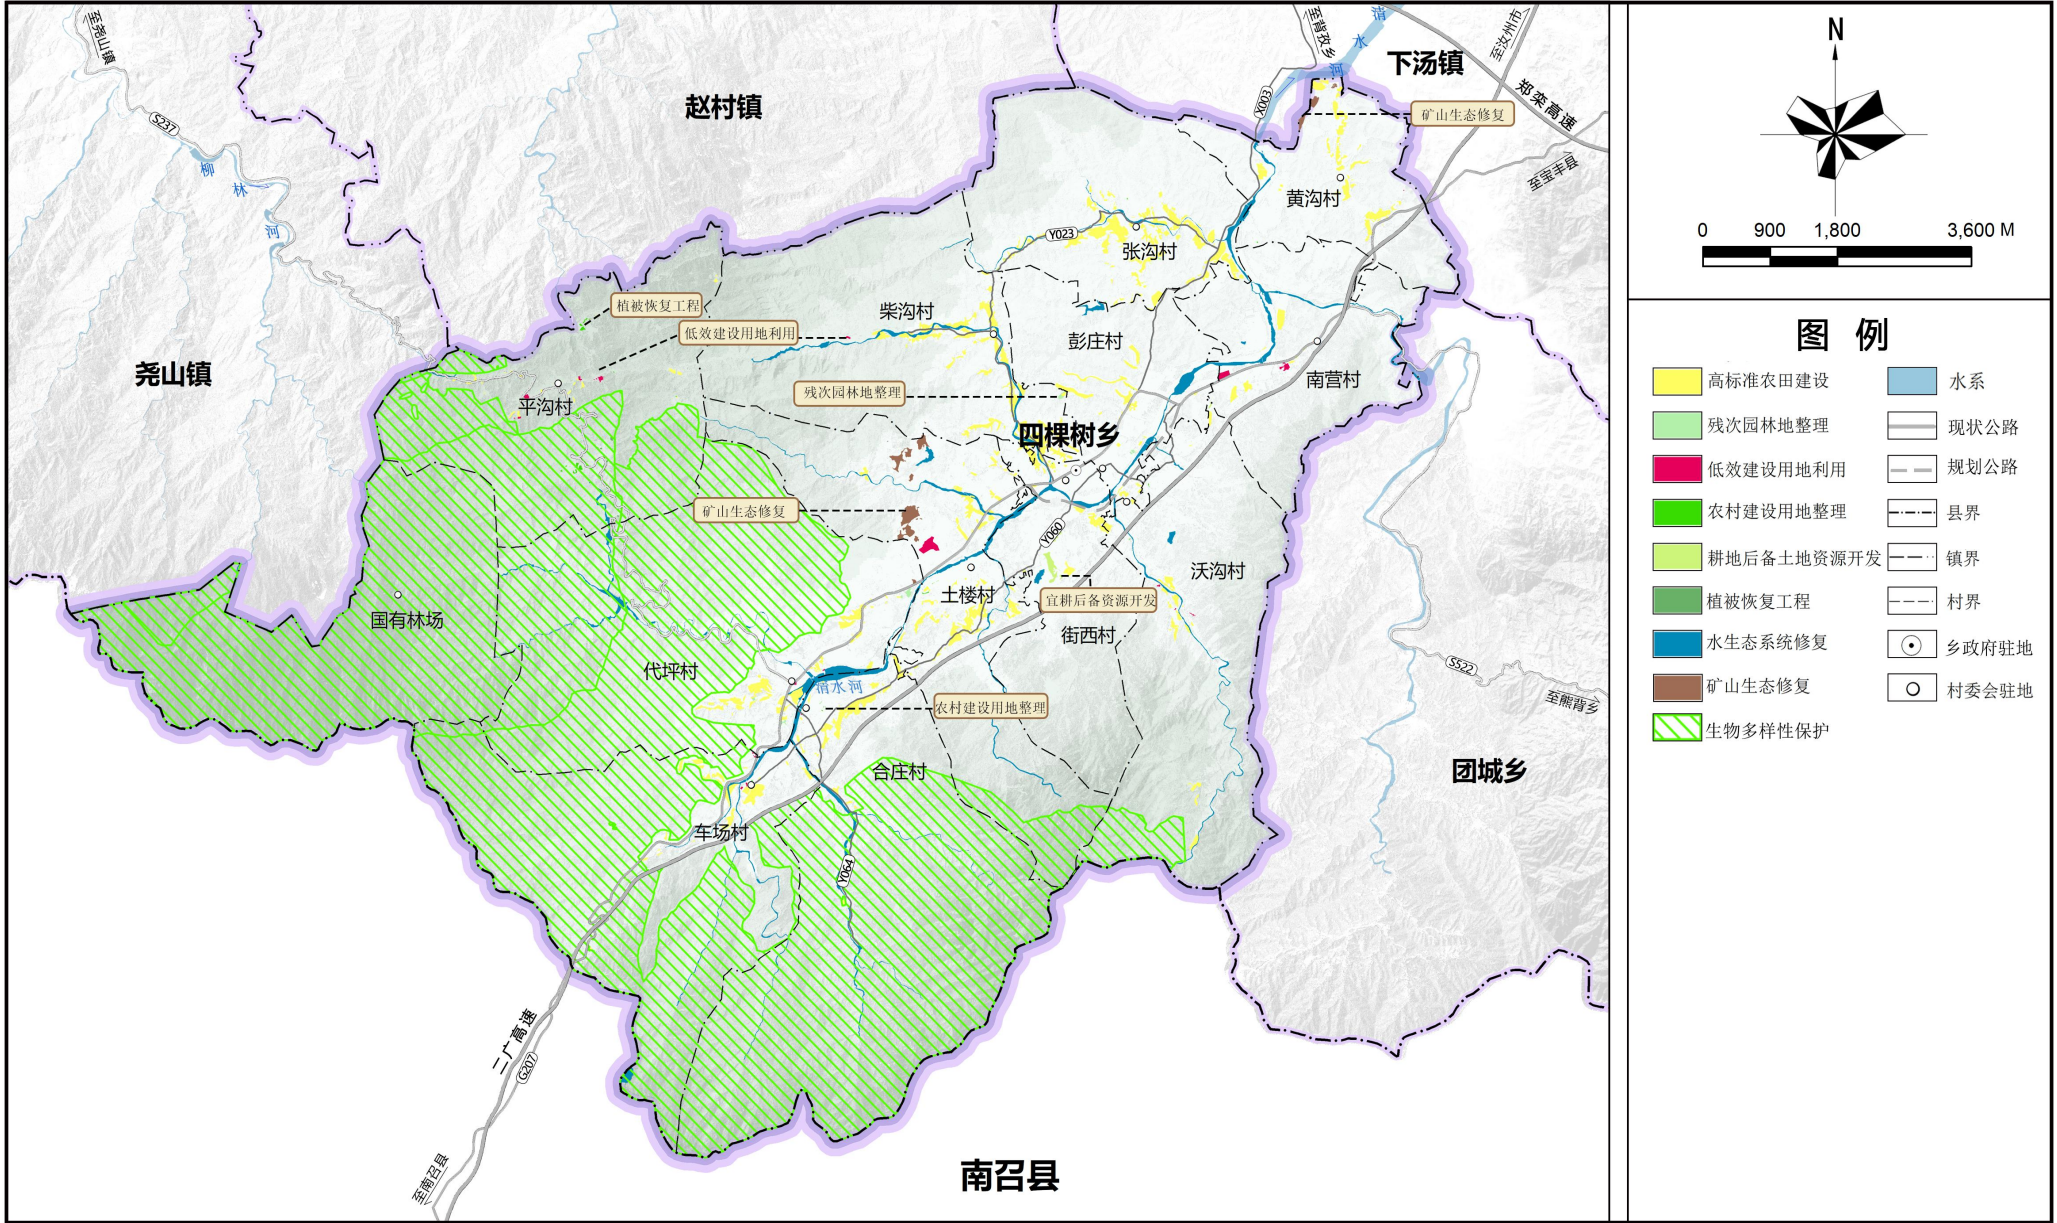 至尧山镇
S237
柳
林
河
赵村镇
尧山镇
至背孜乡
清
水
河
下汤镇
至汝州市
郑栾高速
至宝丰县
X003
矿山生态修复
黄沟村
Y023
张沟村
植被恢复工程
低效建设用地利用
柴沟村
彭庄村
南营村
残次园林地整理
平沟村
四棵树乡
矿山生态修复
Y060
沃沟村
土楼村
宜耕后备资源开发
街西村
国有林场
代坪村
清水河
农村建设用地整理
合庄村
车场村
Y064
S522
至熊背乡
团城乡
二广高速
G207
至南召县
南召县
N
0 900 1,800 3,600 M
图 例
高标准农田建设
残次园林地整理
低效建设用地利用
农村建设用地整理
耕地后备土地资源开发
植被恢复工程
水生态系统修复
矿山生态修复
生物多样性保护
水系
现状公路
规划公路
县界
镇界
村界
乡政府驻地
村委会驻地